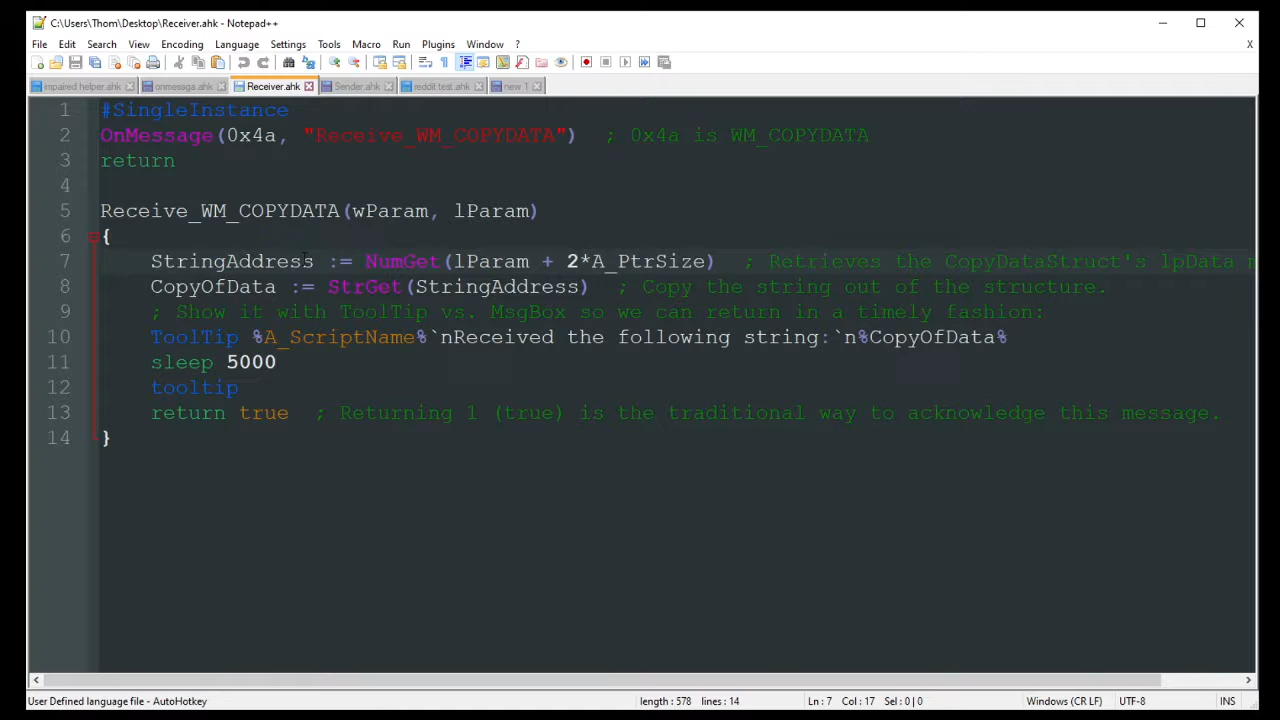 C:\Users\Thom\Desktop\Receiver.ahk - Notepad++
File Edit Search View Encoding Language Settings Tools Macro Run Plugins Window ? X
impaired helper.ahk onmessga.ahk Receiver.ahk Sender.ahk reddit test.ahk new 1
1 #SingleInstance
2 OnMessage(0x4a, "Receive_WM_COPYDATA") ; 0x4a is WM_COPYDATA
3 return
4
5 Receive_WM_COPYDATA(wParam, lParam)
6 {
7 StringAddress := NumGet(lParam + 2*A_PtrSize) ; Retrieves the CopyDataStruct's lpData
8 CopyOfData := StrGet(StringAddress) ; Copy the string out of the structure.
9 ; Show it with ToolTip vs. MsgBox so we can return in a timely fashion:
10 ToolTip %A_ScriptName%`nReceived the following string:`n%CopyOfData%
11 sleep 5000
12 tooltip
13 return true ; Returning 1 (true) is the traditional way to acknowledge this message.
14 }
User Defined language file - AutoHotkey length : 578 lines : 14 Ln : 7 Col : 17 Sel : 0 | 0 Windows (CR LF) UTF-8 INS